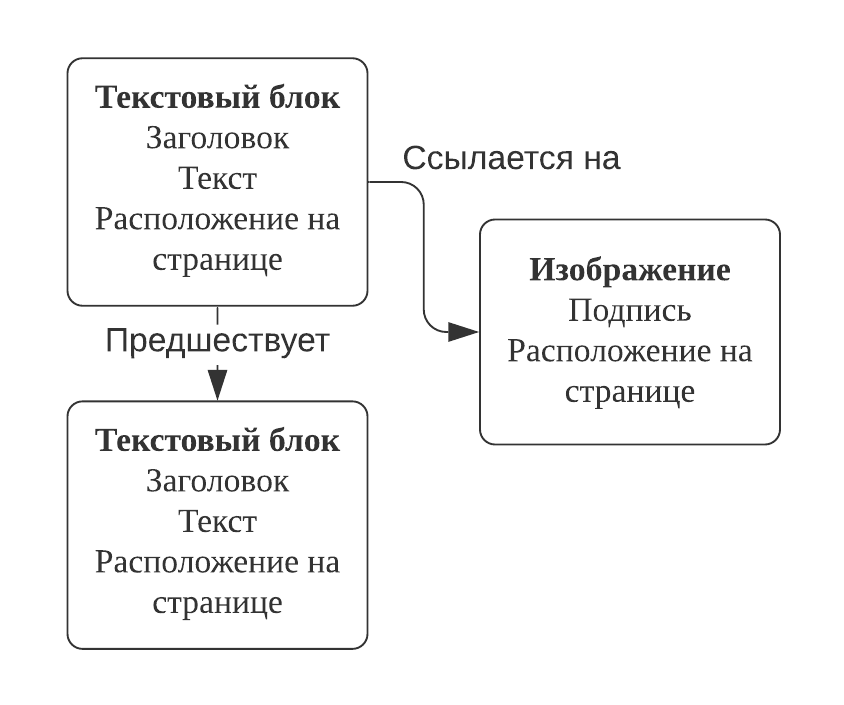 Текстовый блок
Заголовок
Текст
Расположение на
странице
Ссылается на
Изображение
Подпись
Расположение на
странице
Предшествует
Текстовый блок
Заголовок
Текст
Расположение на
странице